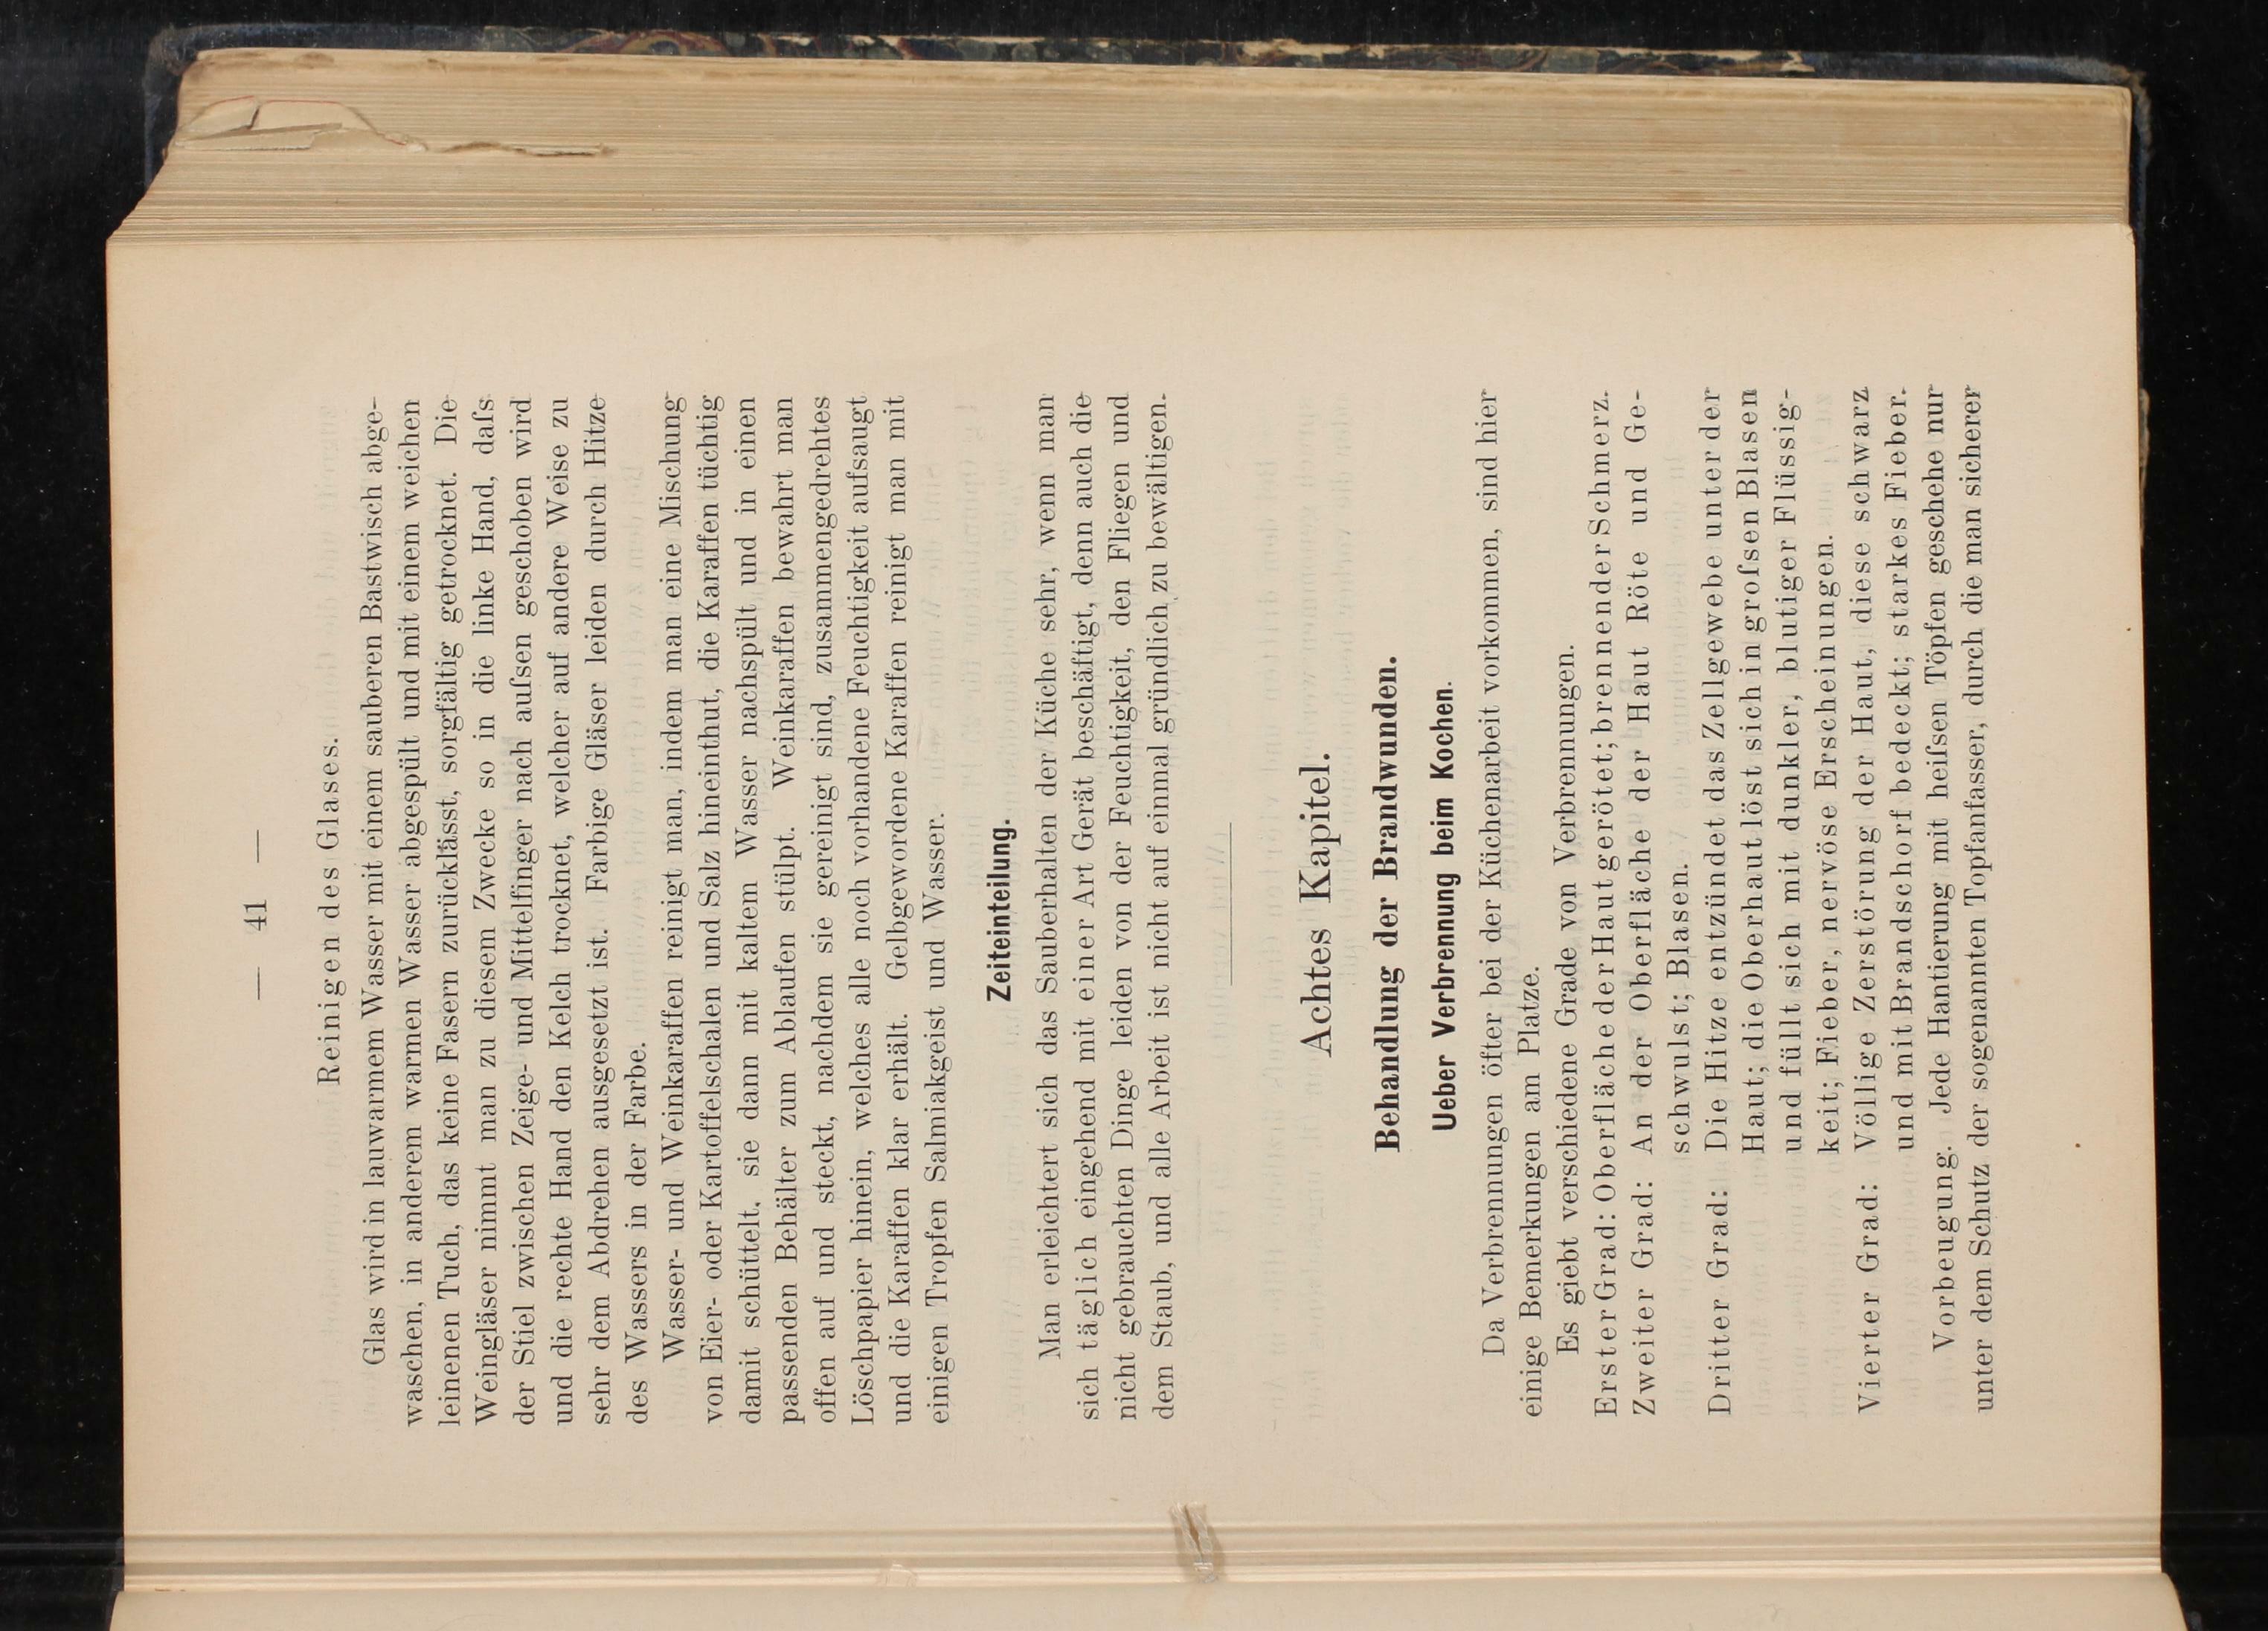 — 41 —
Reinigen des Glases.
Glas wird in lauwarmem Wasser mit einem sauberen Bastwisch abge-
waschen, in anderem warmen Wasser abgespült und mit einem weichen
leinenen Tuch, das keine Fasern zurücklässt, sorgfältig getrocknet. Die
Weingläser nimmt man zu diesem Zwecke so in die linke Hand, daſs
der Stiel zwischen Zeige- und Mittelfinger nach auſsen geschoben wird
und die rechte Hand den Kelch trocknet, welcher auf andere Weise zu
sehr dem Abdrehen ausgesetzt ist. Farbige Gläser leiden durch Hitze
des Wassers in der Farbe.
Wasser- und Weinkaraffen reinigt man, indem man eine Mischung
von Eier- oder Kartoffelschalen und Salz hineinthut, die Karaffen tüchtig
damit schüttelt, sie dann mit kaltem Wasser nachspült und in einen
passenden Behälter zum Ablaufen stülpt. Weinkaraffen bewahrt man
offen auf und steckt, nachdem sie gereinigt sind, zusammengedrehtes
Löschpapier hinein, welches alle noch vorhandene Feuchtigkeit aufsaugt
und die Karaffen klar erhält. Gelbgewordene Karaffen reinigt man mit
einigen Tropfen Salmiakgeist und Wasser.
Zeiteinteilung.
Man erleichtert sich das Sauberhalten der Küche sehr, wenn man
sich täglich eingehend mit einer Art Gerät beschäftigt, denn auch die
nicht gebrauchten Dinge leiden von der Feuchtigkeit, den Fliegen und
dem Staub, und alle Arbeit ist nicht auf einmal gründlich zu bewältigen.
Achtes Kapitel.
Behandlung der Brandwunden.
Ueber Verbrennung beim Kochen.
Da Verbrennungen öfter bei der Küchenarbeit vorkommen, sind hier
einige Bemerkungen am Platze.
Es giebt verschiedene Grade von Verbrennungen.
Erster Grad: Oberfläche der Haut gerötet; brennender Schmerz.
Zweiter Grad: An der Oberfläche der Haut Röte und Ge-
schwulst; Blasen.
Dritter Grad: Die Hitze entzündet das Zellgewebe unter der
Haut; die Oberhaut löst sich in groſsen Blasen
und füllt sich mit dunkler, blutiger Flüssig-
keit; Fieber, nervöse Erscheinungen.
Vierter Grad: Völlige Zerstörung der Haut, diese schwarz
und mit Brandschorf bedeckt; starkes Fieber.
Vorbeugung. Jede Hantierung mit heiſsen Töpfen geschehe nur
unter dem Schutz der sogenannten Topfanfasser, durch die man sicherer